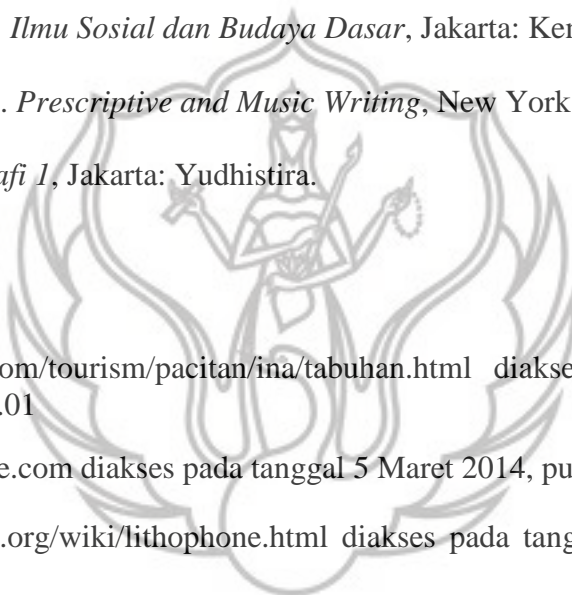 Ilmu Sosial dan Budaya Dasar, Jakarta:
. Prescriptive and Music Writing, New York
afi 1, Jakarta: Yudhistira.
om/tourism/pacitan/ina/tabuhan.html diakse
.01
e.com diakses pada tanggal 5 Maret 2014, pu
.org/wiki/lithophone.html diakses pada tang